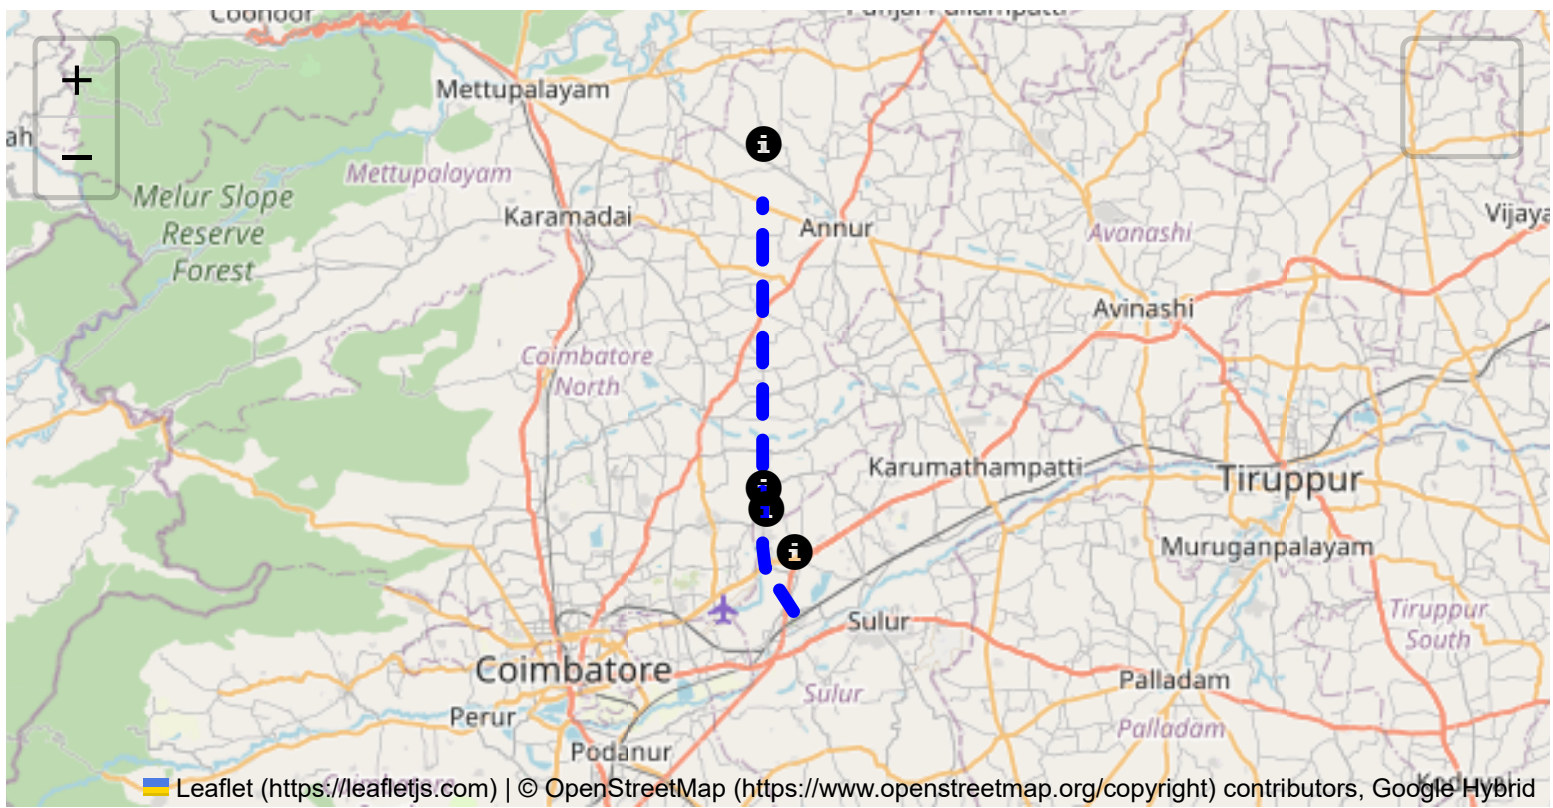 Coonoor
Mettupalayam
ah
Mettupalayam
Melur Slope
Reserve
Forest
Karamadai
Annur
Avanashi
Vijaya
Avinashi
Coimbatore
North
Karumathampatti
Tiruppur
Muruganpalayam
Sulur
Tiruppur
South
Coimbatore
Palladam
Sulur
Perur
Palladam
Podanur
Leaflet (https://leafletjs.com) | © OpenStreetMap (https://www.openstreetmap.org/copyright) contributors, Google Hybrid